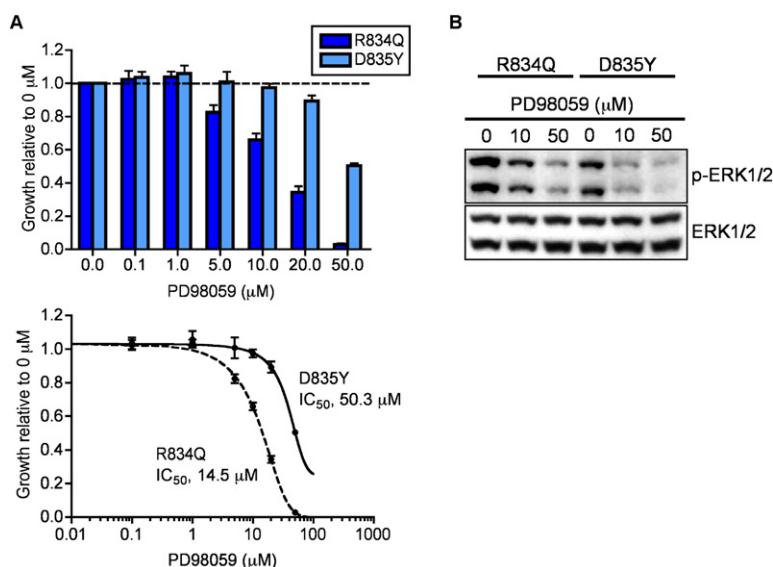 A
R834Q
D835Y
Growth relative to 0 μM
1.2
1.0
0.8
0.6
0.4
0.2
0.0
0.0 0.1 1.0 5.0 10.0 20.0 50.0
PD98059 (μM)
Growth relative to 0 μM
1.2
1.0
0.8
0.6
0.4
0.2
0.0
D835Y
IC50, 50.3 μM
R834Q
IC50, 14.5 μM
0.01 0.1 1 10 100 1000
PD98059 (μM)
B
R834Q D835Y
PD98059 (μM)
0 10 50 0 10 50
p-ERK1/2
ERK1/2